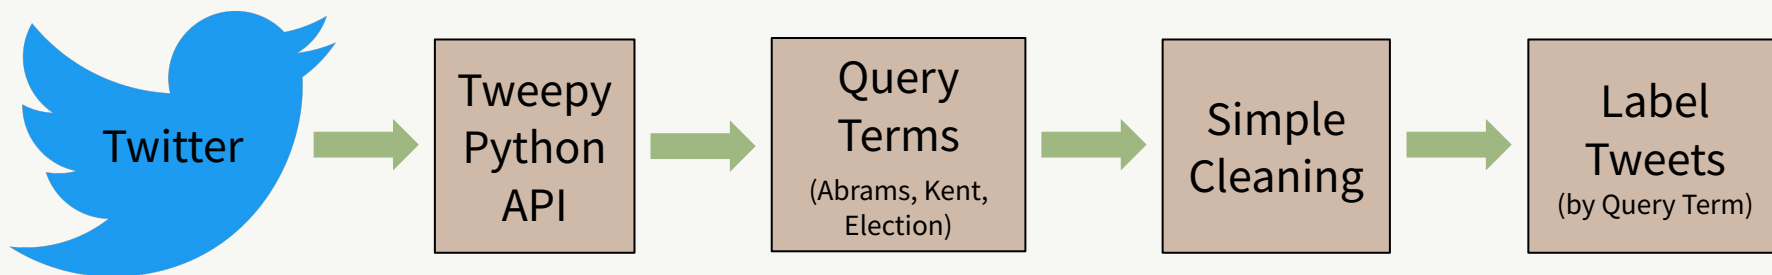 Twitter
Tweepy
Python
API
Query
Terms
(Abrams, Kent,
Election)
Simple
Cleaning
Label
Tweets
(by Query Term)